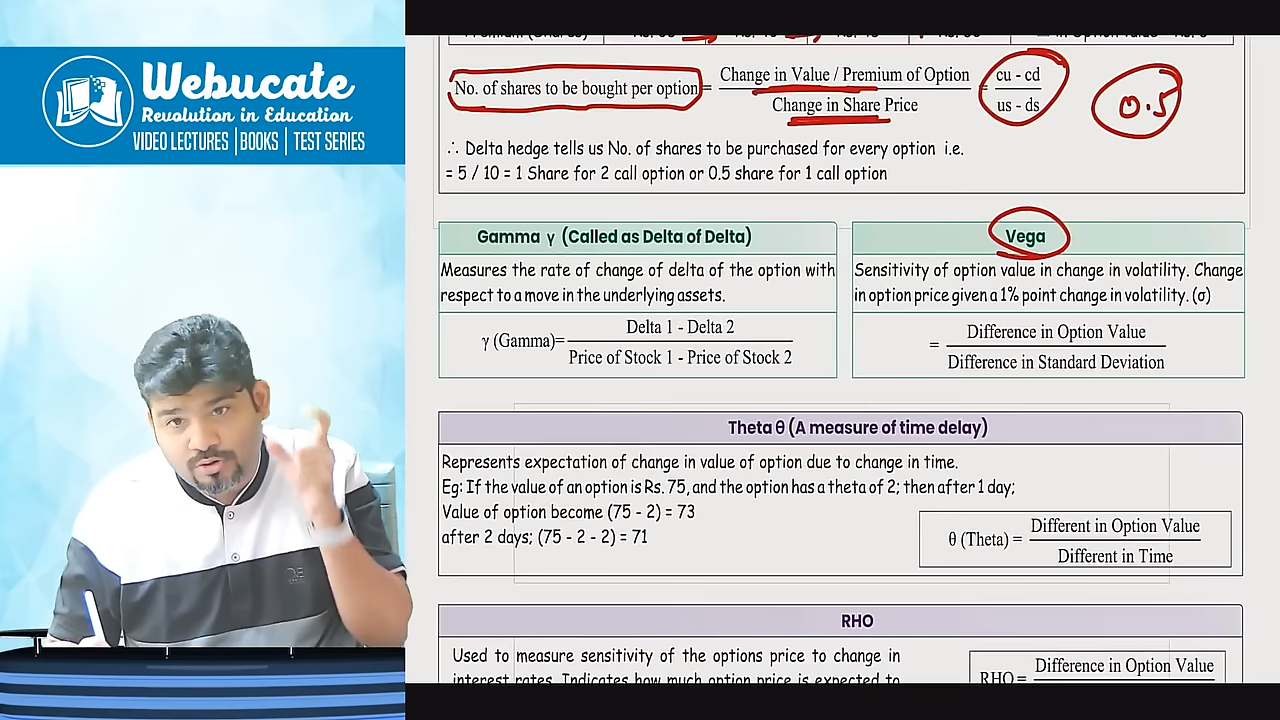 Webucate
Revolution in Education
VIDEO LECTURES | BOOKS | TEST SERIES
No. of shares to be bought per option = Change in Value / Premium of Option
Change in Share Price
= cu - cd
us - ds
0.5
∴ Delta hedge tells us No. of shares to be purchased for every option i.e.
= 5 / 10 = 1 Share for 2 call option or 0.5 share for 1 call option
Gamma γ (Called as Delta of Delta)
Measures the rate of change of delta of the option with
respect to a move in the underlying assets.
γ (Gamma)= Delta 1 - Delta 2
Price of Stock 1 - Price of Stock 2
Vega
Sensitivity of option value in change in volatility. Change
in option price given a 1% point change in volatility. (σ)
= Difference in Option Value
Difference in Standard Deviation
Theta θ (A measure of time delay)
Represents expectation of change in value of option due to change in time.
Eg: If the value of an option is Rs. 75, and the option has a theta of 2; then after 1 day;
Value of option become (75 - 2) = 73
after 2 days; (75 - 2 - 2) = 71
θ (Theta) = Different in Option Value
Different in Time
RHO
Used to measure sensitivity of the options price to change in
interest rates. Indicates how much option price is expected to
RHO = Difference in Option Value